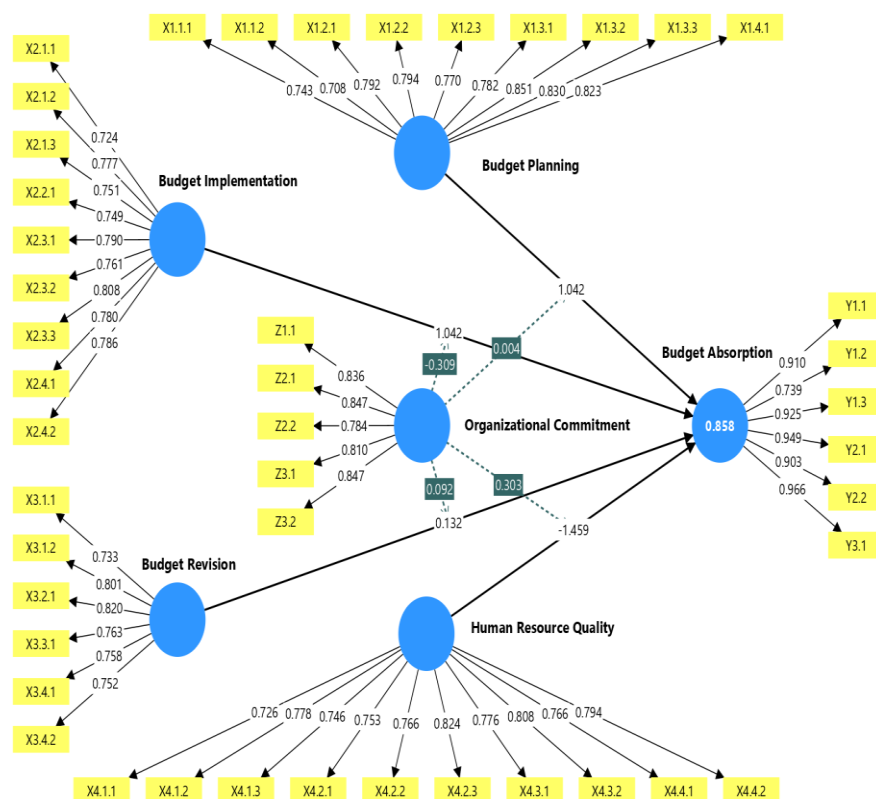 X1.1.1
X1.1.2
X1.2.1
X1.2.2
X1.2.3
X1.3.1
X1.3.2
X1.3.3
X1.4.1
0.743
0.708
0.792
0.794
0.770
0.782
0.851
0.830
0.823
Budget Planning
X2.1.1
X2.1.2
X2.1.3
X2.2.1
X2.3.1
X2.3.2
X2.3.3
X2.4.1
X2.4.2
0.724
0.777
0.751
0.749
0.790
0.761
0.808
0.780
0.786
Budget Implementation
1.042
1.042
-0.309
0.004
Z1.1
Z2.1
Z2.2
Z3.1
Z3.2
0.836
0.847
0.784
0.810
0.847
Organizational Commitment
0.092
0.303
0.132
-1.459
Budget Absorption
0.858
0.910
0.739
0.925
0.949
0.903
0.966
Y1.1
Y1.2
Y1.3
Y2.1
Y2.2
Y3.1
X3.1.1
X3.1.2
X3.2.1
X3.3.1
X3.4.1
X3.4.2
0.733
0.801
0.820
0.763
0.758
0.752
Budget Revision
Human Resource Quality
0.726
0.778
0.746
0.753
0.766
0.824
0.776
0.808
0.766
0.794
X4.1.1
X4.1.2
X4.1.3
X4.2.1
X4.2.2
X4.2.3
X4.3.1
X4.3.2
X4.4.1
X4.4.2